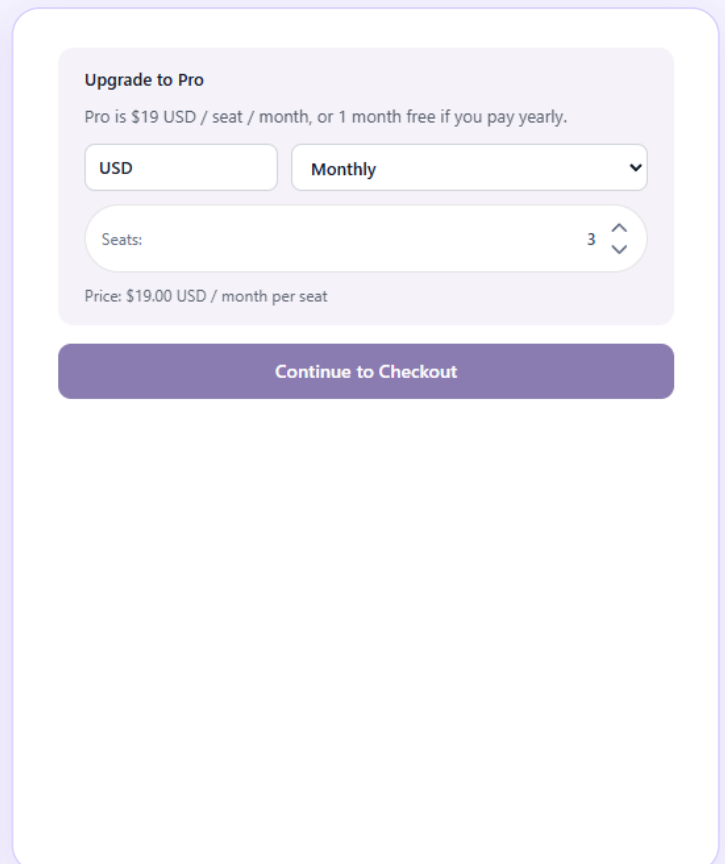 Upgrade to Pro
Pro is $19 USD / seat / month, or 1 month free if you pay yearly.
USD Monthly
Seats: 3
Price: $19.00 USD / month per seat
Continue to Checkout